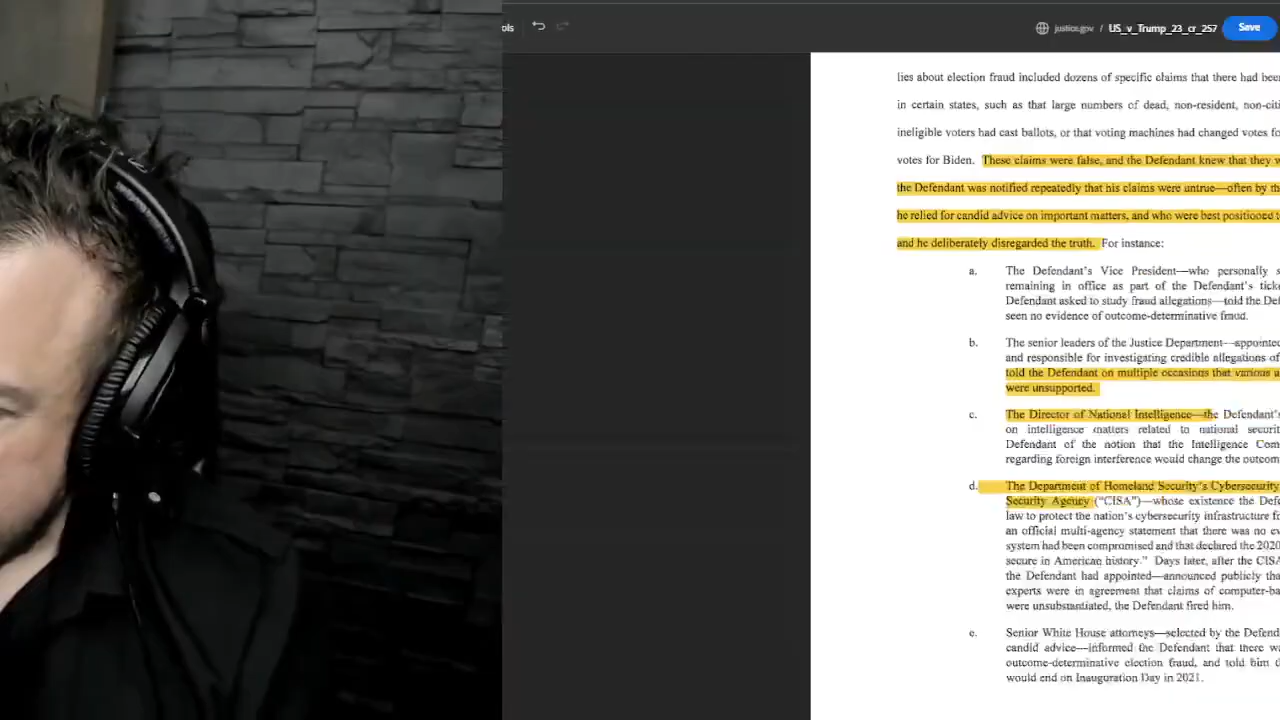 ols
justice.gov / US_v_Trump_23_cr_257
Save
lies about election fraud included dozens of specific claims that there had been
in certain states, such as that large numbers of dead, non-resident, non-citi
ineligible voters had cast ballots, or that voting machines had changed votes fo
votes for Biden. These claims were false, and the Defendant knew that they w
the Defendant was notified repeatedly that his claims were untrue—often by th
he relied for candid advice on important matters, and who were best positioned to
and he deliberately disregarded the truth. For instance:
a. The Defendant's Vice President—who personally s
remaining in office as part of the Defendant's ticke
Defendant asked to study fraud allegations—told the Def
seen no evidence of outcome-determinative fraud.
b. The senior leaders of the Justice Department—appointed
and responsible for investigating credible allegations of
told the Defendant on multiple occasions that various a
were unsupported.
c. The Director of National Intelligence—the Defendant's
on intelligence matters related to national securit
Defendant of the notion that the Intelligence Com
regarding foreign interference would change the outcom
d. The Department of Homeland Security's Cybersecurity
Security Agency ("CISA")—whose existence the Defe
law to protect the nation's cybersecurity infrastructure fr
an official multi-agency statement that there was no ev
system had been compromised and that declared the 2020
secure in American history." Days later, after the CISA
the Defendant had appointed—announced publicly tha
experts were in agreement that claims of computer-ba
were unsubstantiated, the Defendant fired him.
e. Senior White House attorneys—selected by the Defend
candid advice—informed the Defendant that there wa
outcome-determinative election fraud, and told him
would end on Inauguration Day in 2021.